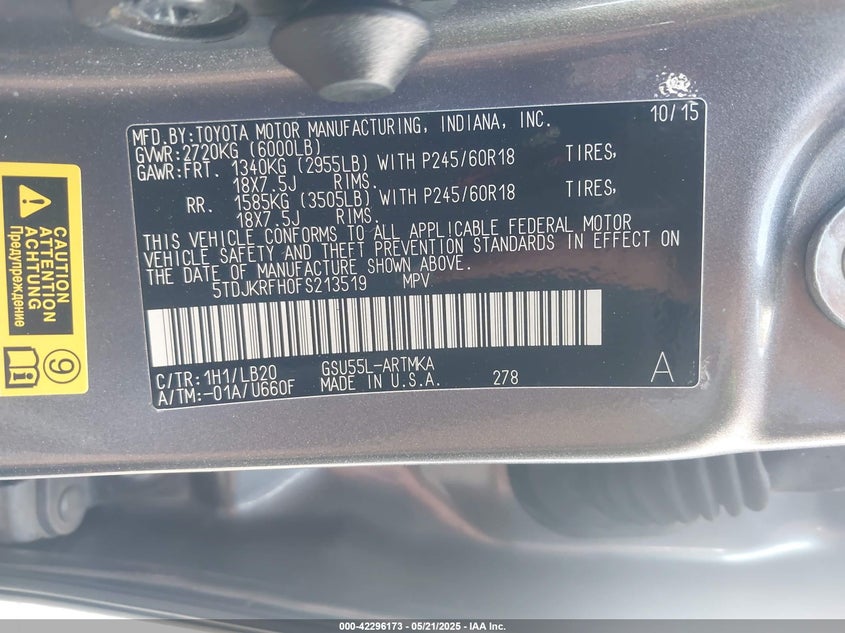 MFD.BY:TOYOTA MOTOR MANUFACTURING, INDIANA, INC. 10/15
GVWR:2720KG (6000LB)
GAWR:FRT. 1340KG (2955LB) WITH P245/60R18 TIRES,
18X7.5J RIMS.
RR. 1585KG (3505LB) WITH P245/60R18 TIRES,
18X7.5J RIMS.
THIS VEHICLE CONFORMS TO ALL APPLICABLE FEDERAL MOTOR
VEHICLE SAFETY AND THEFT PREVENTION STANDARDS IN EFFECT ON
THE DATE OF MANUFACTURE SHOWN ABOVE.
5TDJKRFH0FS213519 MPV
C/TR:1H1/LB20 GSU55L-ARTMKA
A/TM:-01A/U660F MADE IN U.S.A. 278 A
CAUTION
ATTENTION
ACHTUNG
Предупреждение
9
000-42296173 — 05/21/2025 — IAA Inc.